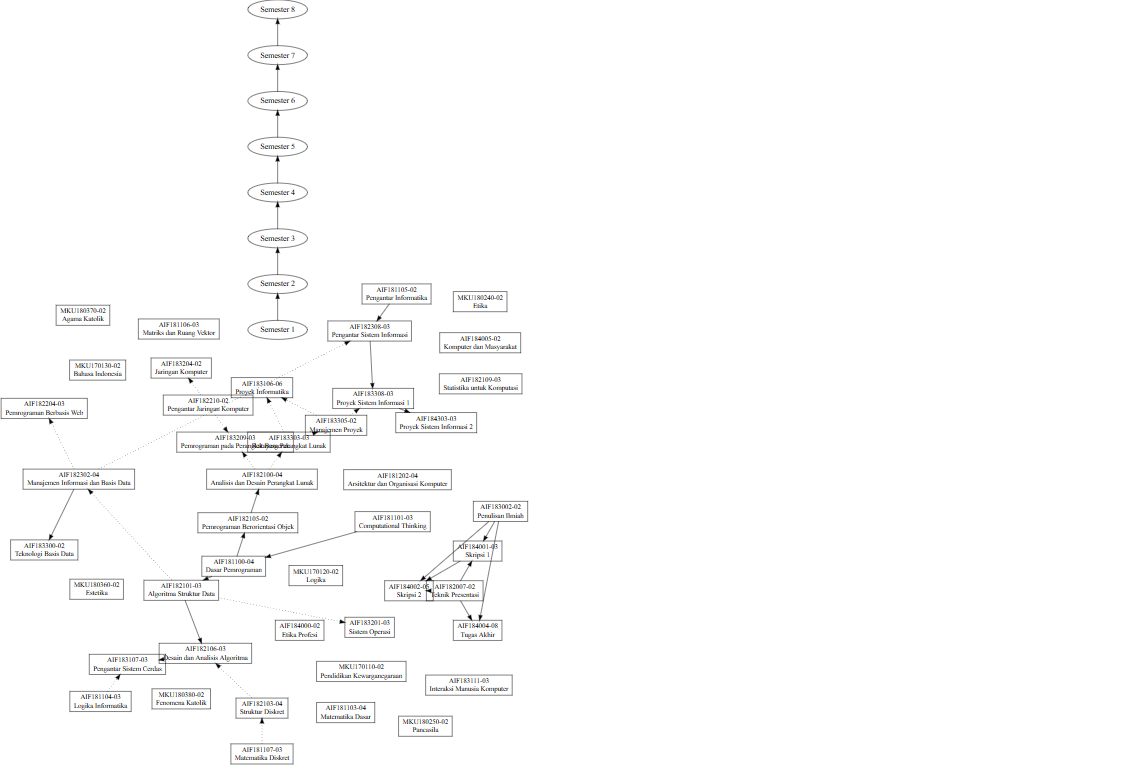 Semester 8
Semester 7
Semester 6
Semester 5
Semester 4
Semester 3
Semester 2
Semester 1
AIF181105-02
Pengantar Informatika
MKU180240-02
Etika
MKU180370-02
Agama Katolik
AIF181106-03
Matriks dan Ruang Vektor
AIF182308-03
Pengantar Sistem Informasi
AIF184005-02
Komputer dan Masyarakat
MKU170130-02
Bahasa Indonesia
AIF183204-02
Jaringan Komputer
AIF183106-06
Proyek Informatika
AIF182109-03
Statistika untuk Komputasi
AIF182204-03
Pemrograman Berbasis Web
AIF182210-02
Pengantar Jaringan Komputer
AIF183308-03
Proyek Sistem Informasi 1
AIF183305-02
Manajemen Proyek
AIF184303-03
Proyek Sistem Informasi 2
AIF183209-03
Pemrograman pada
AIF183303-03
Perangkat Lunak
AIF182302-04
Manajemen Informasi dan Basis Data
AIF182100-04
Analisis dan Desain Perangkat Lunak
AIF181202-04
Arsitektur dan Organisasi Komputer
AIF182105-02
Pemrograman Berorientasi Objek
AIF181101-03
Computational Thinking
AIF183002-02
Penulisan Ilmiah
AIF183300-02
Teknologi Basis Data
AIF181100-04
Dasar Pemrograman
AIF184001-03
Skripsi 1
MKU170120-02
Logika
MKU180360-02
Estetika
AIF182101-03
Algoritma Struktur Data
AIF184002-05
Skripsi 2
AIF182007-02
Teknik Presentasi
AIF184000-02
Etika Profesi
AIF183201-03
Sistem Operasi
AIF184004-08
Tugas Akhir
AIF182106-03
Desain dan Analisis Algoritma
AIF183107-03
Pengantar Sistem Cerdas
MKU170110-02
Pendidikan Kewarganegaraan
AIF183111-03
Interaksi Manusia Komputer
AIF181104-03
Logika Informatika
MKU180380-02
Fenomena Katolik
AIF182103-04
Struktur Diskret
AIF181103-04
Matematika Dasar
MKU180250-02
Pancasila
AIF181107-03
Matematika Diskret